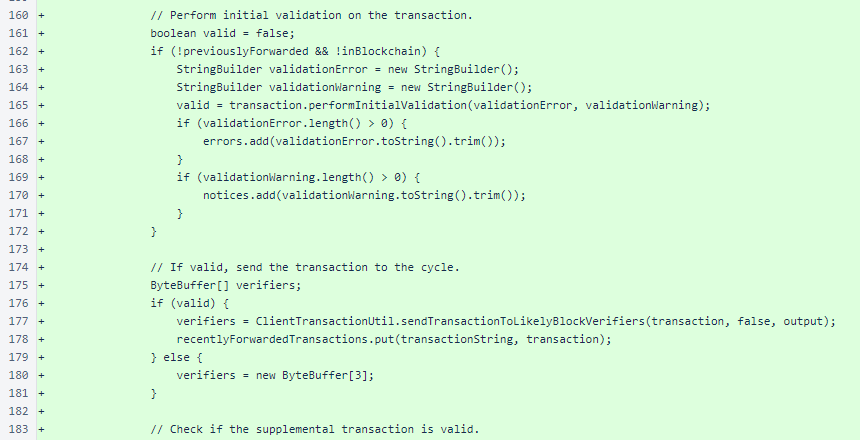 160 + // Perform initial validation on the transaction.
161 + boolean valid = false;
162 + if (!previouslyForwarded && !inBlockchain) {
163 + StringBuilder validationError = new StringBuilder();
164 + StringBuilder validationWarning = new StringBuilder();
165 + valid = transaction.performInitialValidation(validationError, validationWarning);
166 + if (validationError.length() > 0) {
167 + errors.add(validationError.toString().trim());
168 + }
169 + if (validationWarning.length() > 0) {
170 + notices.add(validationWarning.toString().trim());
171 + }
172 + }
173 +
174 + // If valid, send the transaction to the cycle.
175 + ByteBuffer[] verifiers;
176 + if (valid) {
177 + verifiers = ClientTransactionUtil.sendTransactionToLikelyBlockVerifiers(transaction, false, output);
178 + recentlyForwardedTransactions.put(transactionString, transaction);
179 + } else {
180 + verifiers = new ByteBuffer[3];
181 + }
182 +
183 + // Check if the supplemental transaction is valid.